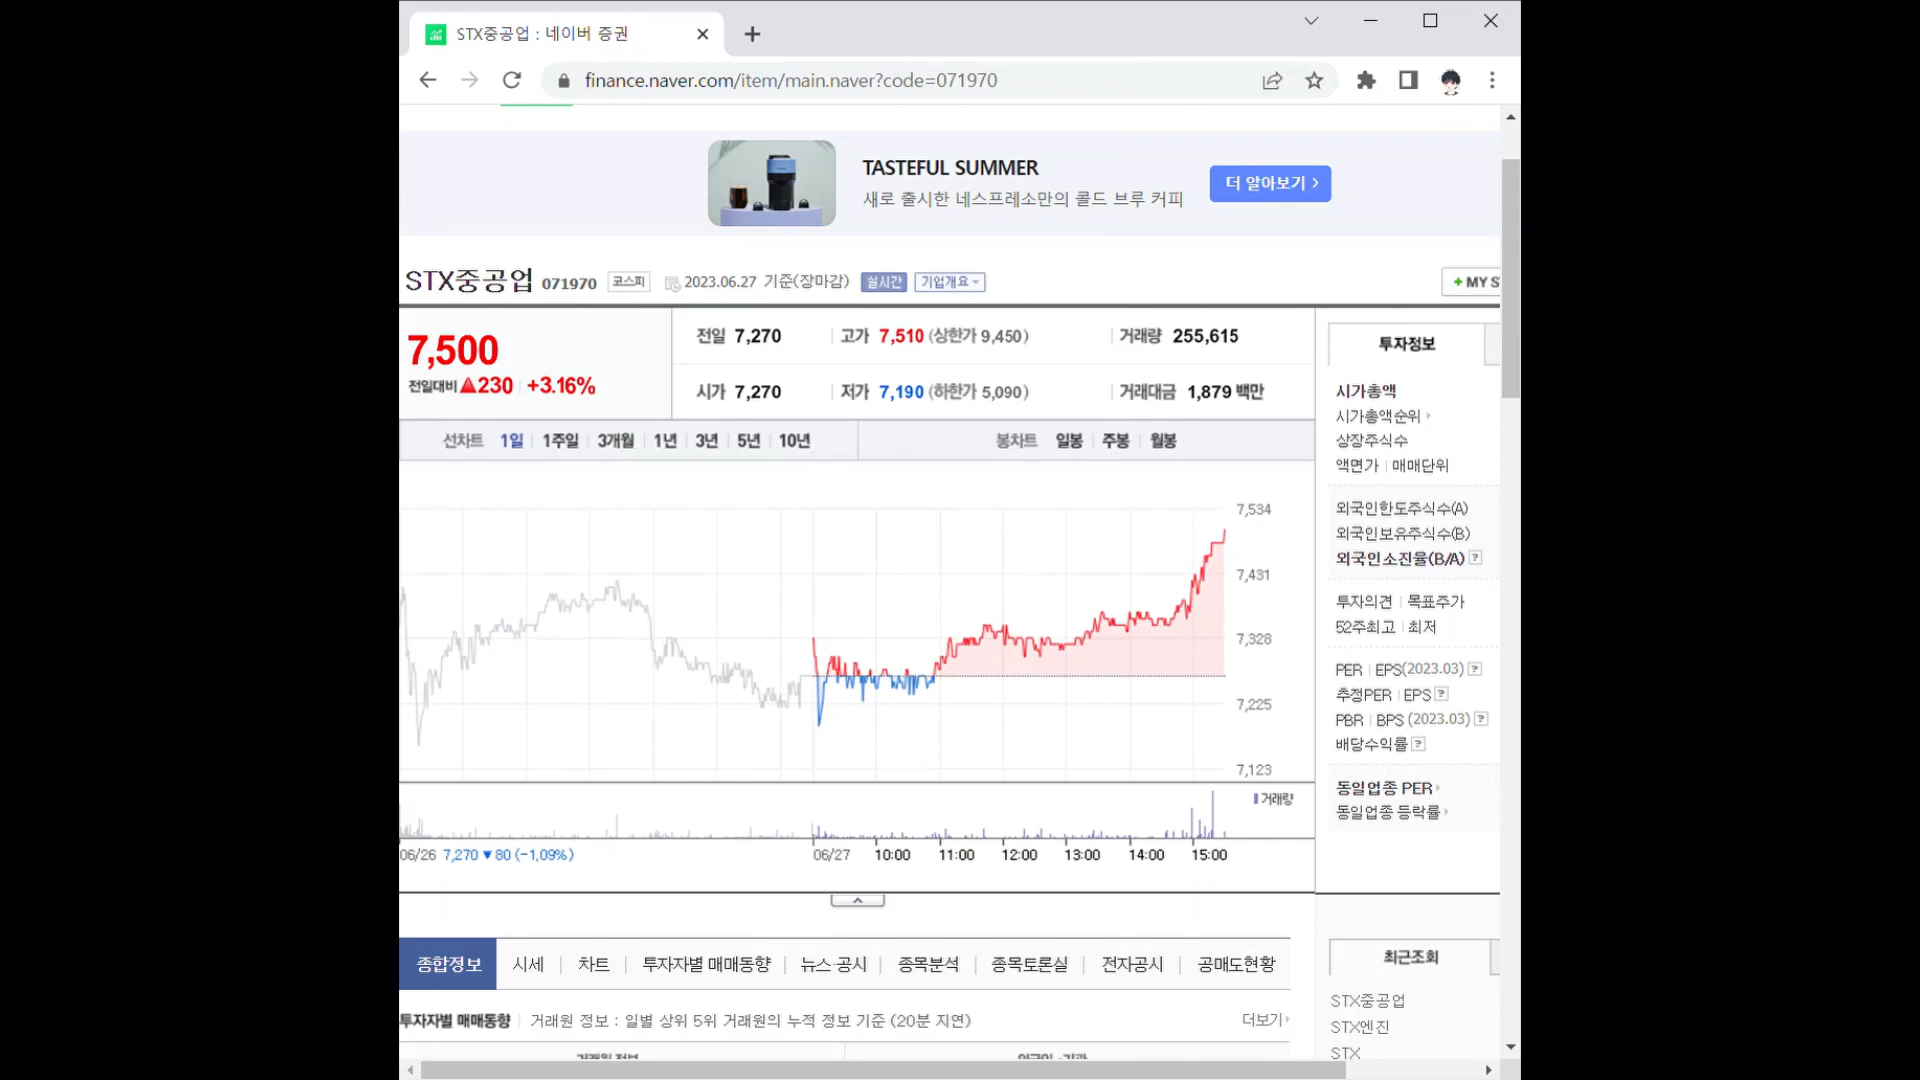 STX중공업 : 네이버 증권
finance.naver.com/item/main.naver?code=071970
TASTEFUL SUMMER
새로 출시한 네스프레소만의 콜드 브루 커피
더 알아보기
STX중공업 071970 코스피 2023.06.27 기준(장마감) 실시간 기업개요
+ MY S
7,500
전일대비 ▲230 +3.16%
전일 7,270 고가 7,510 (상한가 9,450) 거래량 255,615
시가 7,270 저가 7,190 (하한가 5,090) 거래대금 1,879 백만
선차트 1일 1주일 3개월 1년 3년 5년 10년 봉차트 일봉 주봉 월봉
7,534
7,431
7,328
7,225
7,123
거래량
06/26 7,270 ▼80 (-1.09%) 06/27 10:00 11:00 12:00 13:00 14:00 15:00
투자정보
시가총액
시가총액순위
상장주식수
액면가 | 매매단위
외국인한도주식수(A)
외국인보유주식수(B)
외국인소진율(B/A) ?
투자의견 | 목표주가
52주최고 | 최저
PER | EPS(2023.03) ?
추정PER | EPS ?
PBR | BPS (2023.03) ?
배당수익률 ?
동일업종 PER
동일업종 등락률
종합정보 시세 차트 투자자별 매매동향 뉴스·공시 종목분석 종목토론실 전자공시 공매도현황
투자자별 매매동향 거래원 정보 : 일별 상위 5위 거래원의 누적 정보 기준 (20분 지연) 더보기
최근조회
STX중공업
STX엔진
STX